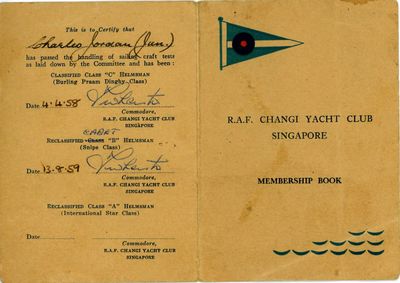 This is to Certify that
Charles Jordan (Jun.)
has passed the handling of sailing craft tests
as laid down by the Committee and has been :
Classified Class "C" Helmsman
(Burling Praam Dinghy Class)
Date 4.4.58
Commodore,
R.A.F. CHANGI YACHT CLUB
SINGAPORE
CADET
Reclassified Class "B" Helmsman
(Snipe Class)
Date 13.8.59
Commodore,
R.A.F. CHANGI YACHT CLUB
SINGAPORE
Reclassified Class "A" Helmsman
(International Star Class)
Date
Commodore,
R.A.F. CHANGI YACHT CLUB
SINGAPORE
R.A.F. CHANGI YACHT CLUB
SINGAPORE
MEMBERSHIP BOOK